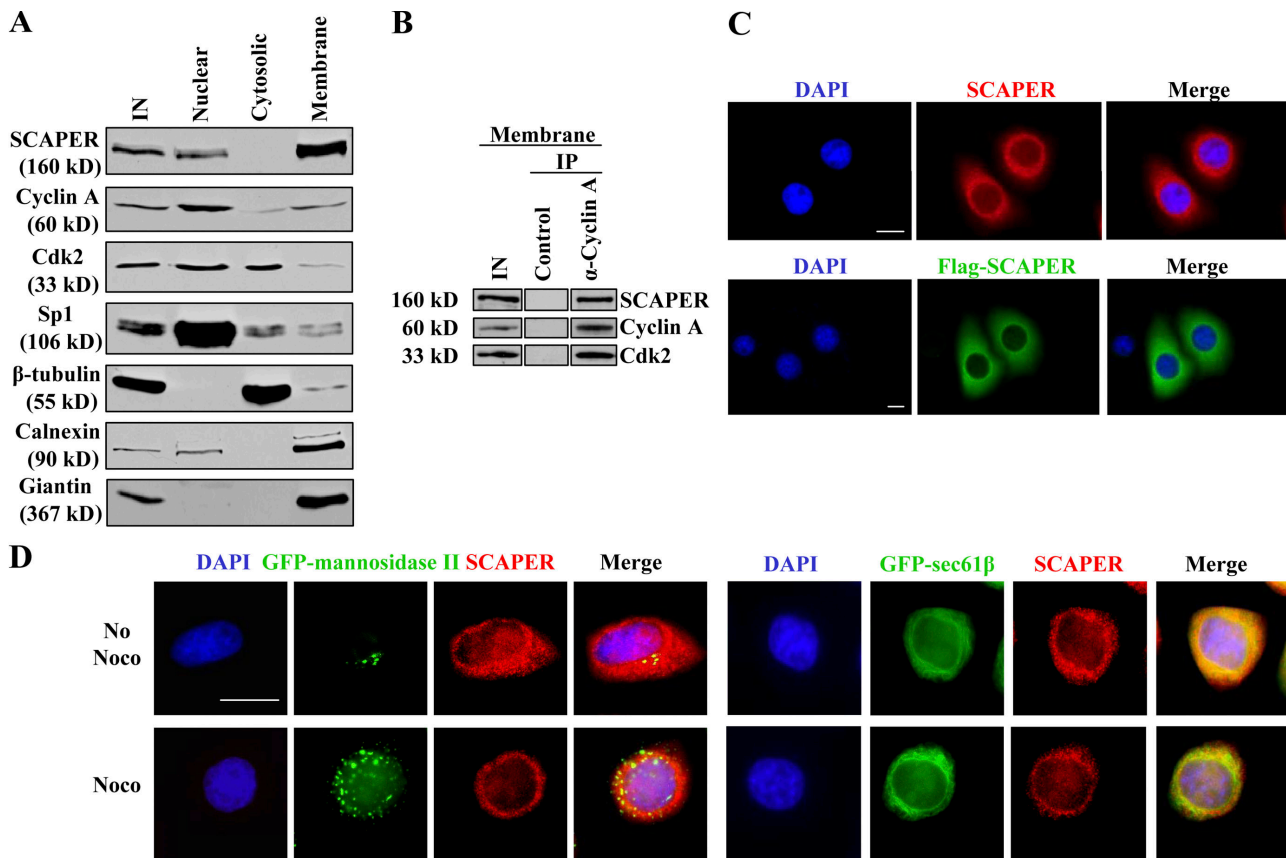 A
IN
Nuclear
Cytosolic
Membrane
SCAPER
(160 kD)
Cyclin A
(60 kD)
Cdk2
(33 kD)
Sp1
(106 kD)
β-tubulin
(55 kD)
Calnexin
(90 kD)
Giantin
(367 kD)
B
Membrane
IP
IN
Control
α-Cyclin A
160 kD SCAPER
60 kD Cyclin A
33 kD Cdk2
C
DAPI SCAPER Merge
DAPI Flag-SCAPER Merge
D
DAPI GFP-mannosidase II SCAPER Merge DAPI GFP-sec61β SCAPER Merge
No
Noco
Noco